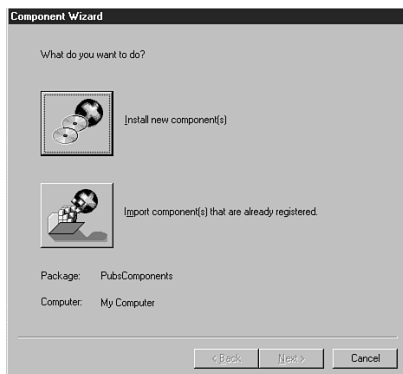 Component Wizard
What do you want to do?
Install new component(s)
Import component(s) that are already registered.
Package: PubsComponents
Computer: My Computer
< Back Next > Cancel